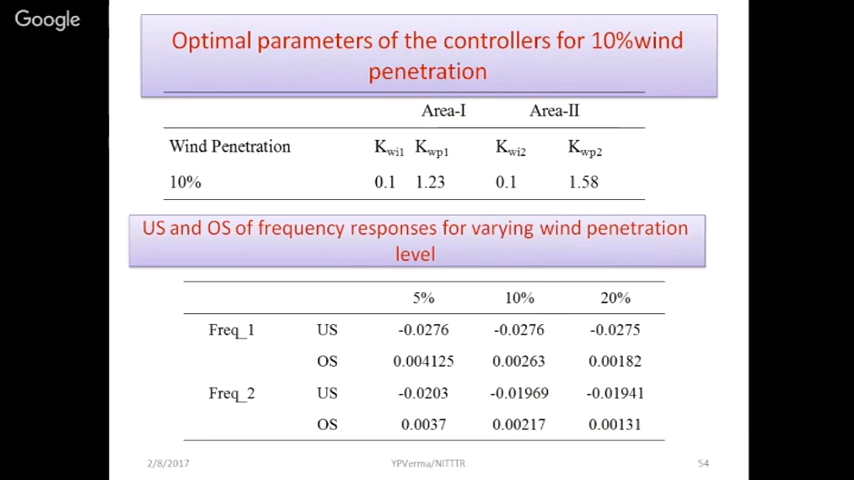 Google
Optimal parameters of the controllers for 10%wind
penetration
Area-I Area-II
Wind Penetration Kwi1 Kwp1 Kwi2 Kwp2
10% 0.1 1.23 0.1 1.58
US and OS of frequency responses for varying wind penetration
level
5% 10% 20%
Freq_1 US -0.0276 -0.0276 -0.0275
OS 0.004125 0.00263 0.00182
Freq_2 US -0.0203 -0.01969 -0.01941
OS 0.0037 0.00217 0.00131
2/8/2017 YPVerma/NITTTR 54